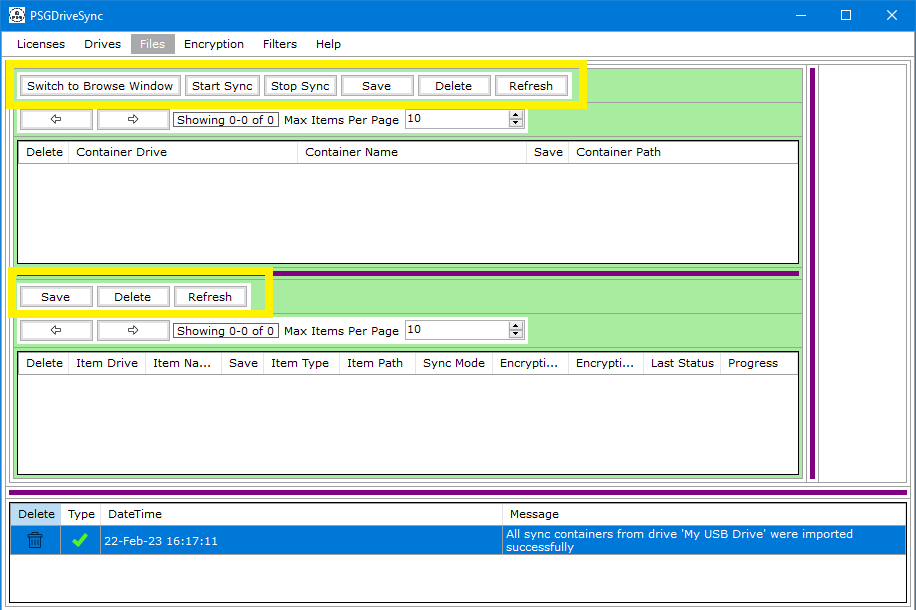 PSGDriveSync
Licenses Drives Files Encryption Filters Help
Switch to Browse Window Start Sync Stop Sync Save Delete Refresh
Showing 0-0 of 0 Max Items Per Page 10
Delete Container Drive Container Name Save Container Path
Save Delete Refresh
Showing 0-0 of 0 Max Items Per Page 10
Delete Item Drive Item Na... Save Item Type Item Path Sync Mode Encrypti... Encrypti... Last Status Progress
Delete Type DateTime Message
22-Feb-23 16:17:11 All sync containers from drive 'My USB Drive' were imported
successfully